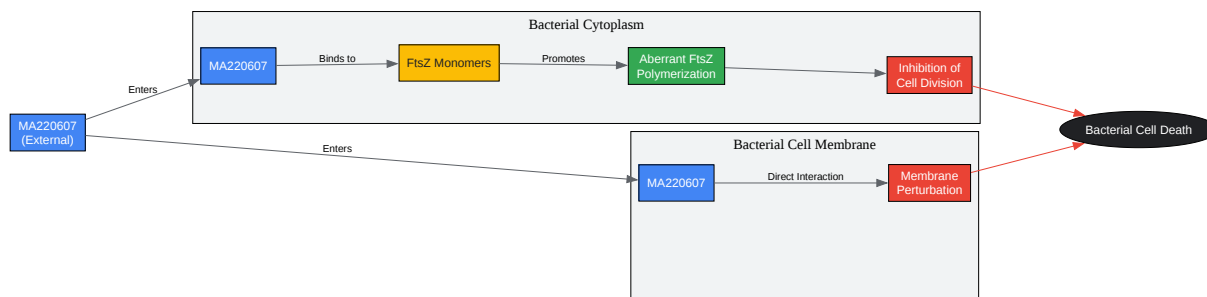 Bacterial Cytoplasm
MA220607
Binds to
FtsZ Monomers
Promotes
Aberrant FtsZ
Polymerization
Inhibition of
Cell Division
Enters
MA220607
(External)
Bacterial Cell Death
Enters
Bacterial Cell Membrane
MA220607
Direct Interaction
Membrane
Perturbation